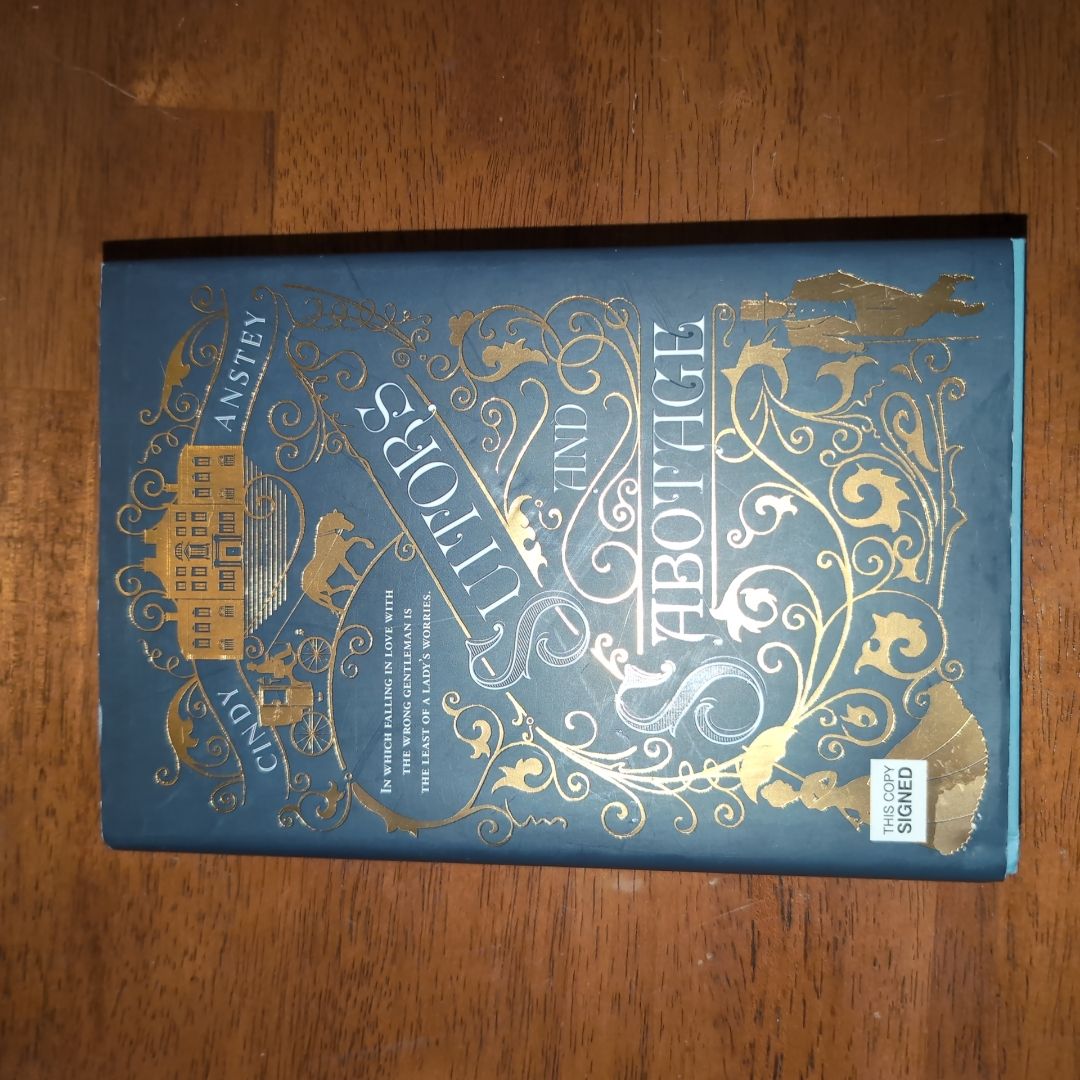 CINDY ANSTEY
IN WHICH FALLING IN LOVE WITH
THE WRONG GENTLEMAN IS
THE LEAST OF A LADY'S WORRIES.
SUITORS
AND
SABOTAGE
THIS COPY
SIGNED